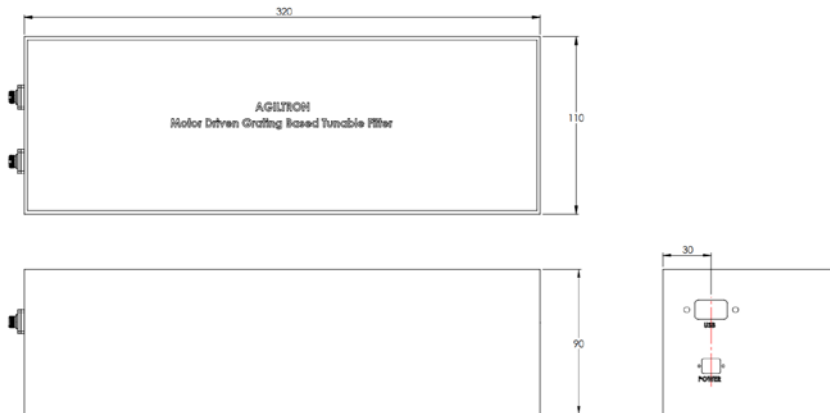 320
AGILTRON
Motor Driven Grating Based Tunable Filter
110
30
90
USB
POWER